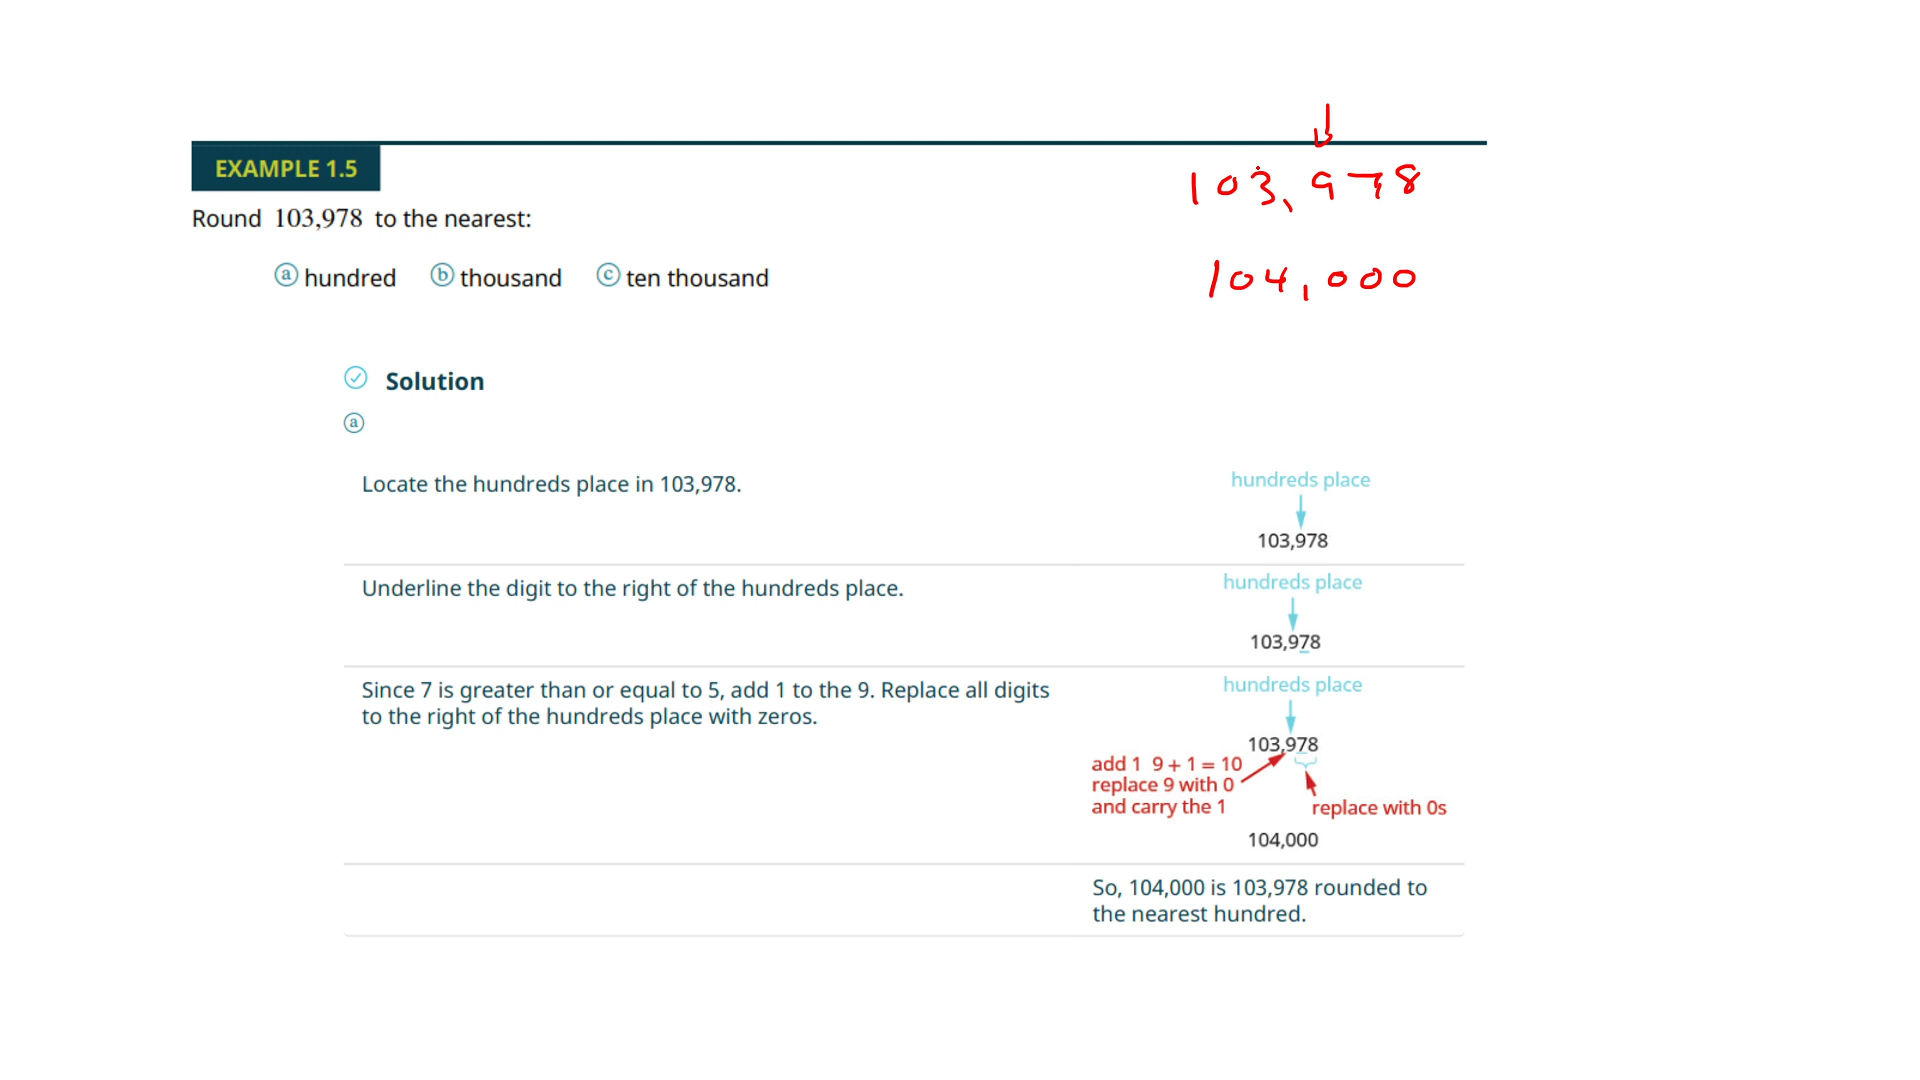 EXAMPLE 1.5
103,978
Round 103,978 to the nearest:
ⓐ hundred ⓑ thousand ⓒ ten thousand
104,000
Solution
ⓐ
Locate the hundreds place in 103,978.
hundreds place
103,978
Underline the digit to the right of the hundreds place.
hundreds place
103,978
Since 7 is greater than or equal to 5, add 1 to the 9. Replace all digits
to the right of the hundreds place with zeros.
hundreds place
103,978
add 1 9 + 1 = 10
replace 9 with 0
and carry the 1
replace with 0s
104,000
So, 104,000 is 103,978 rounded to
the nearest hundred.